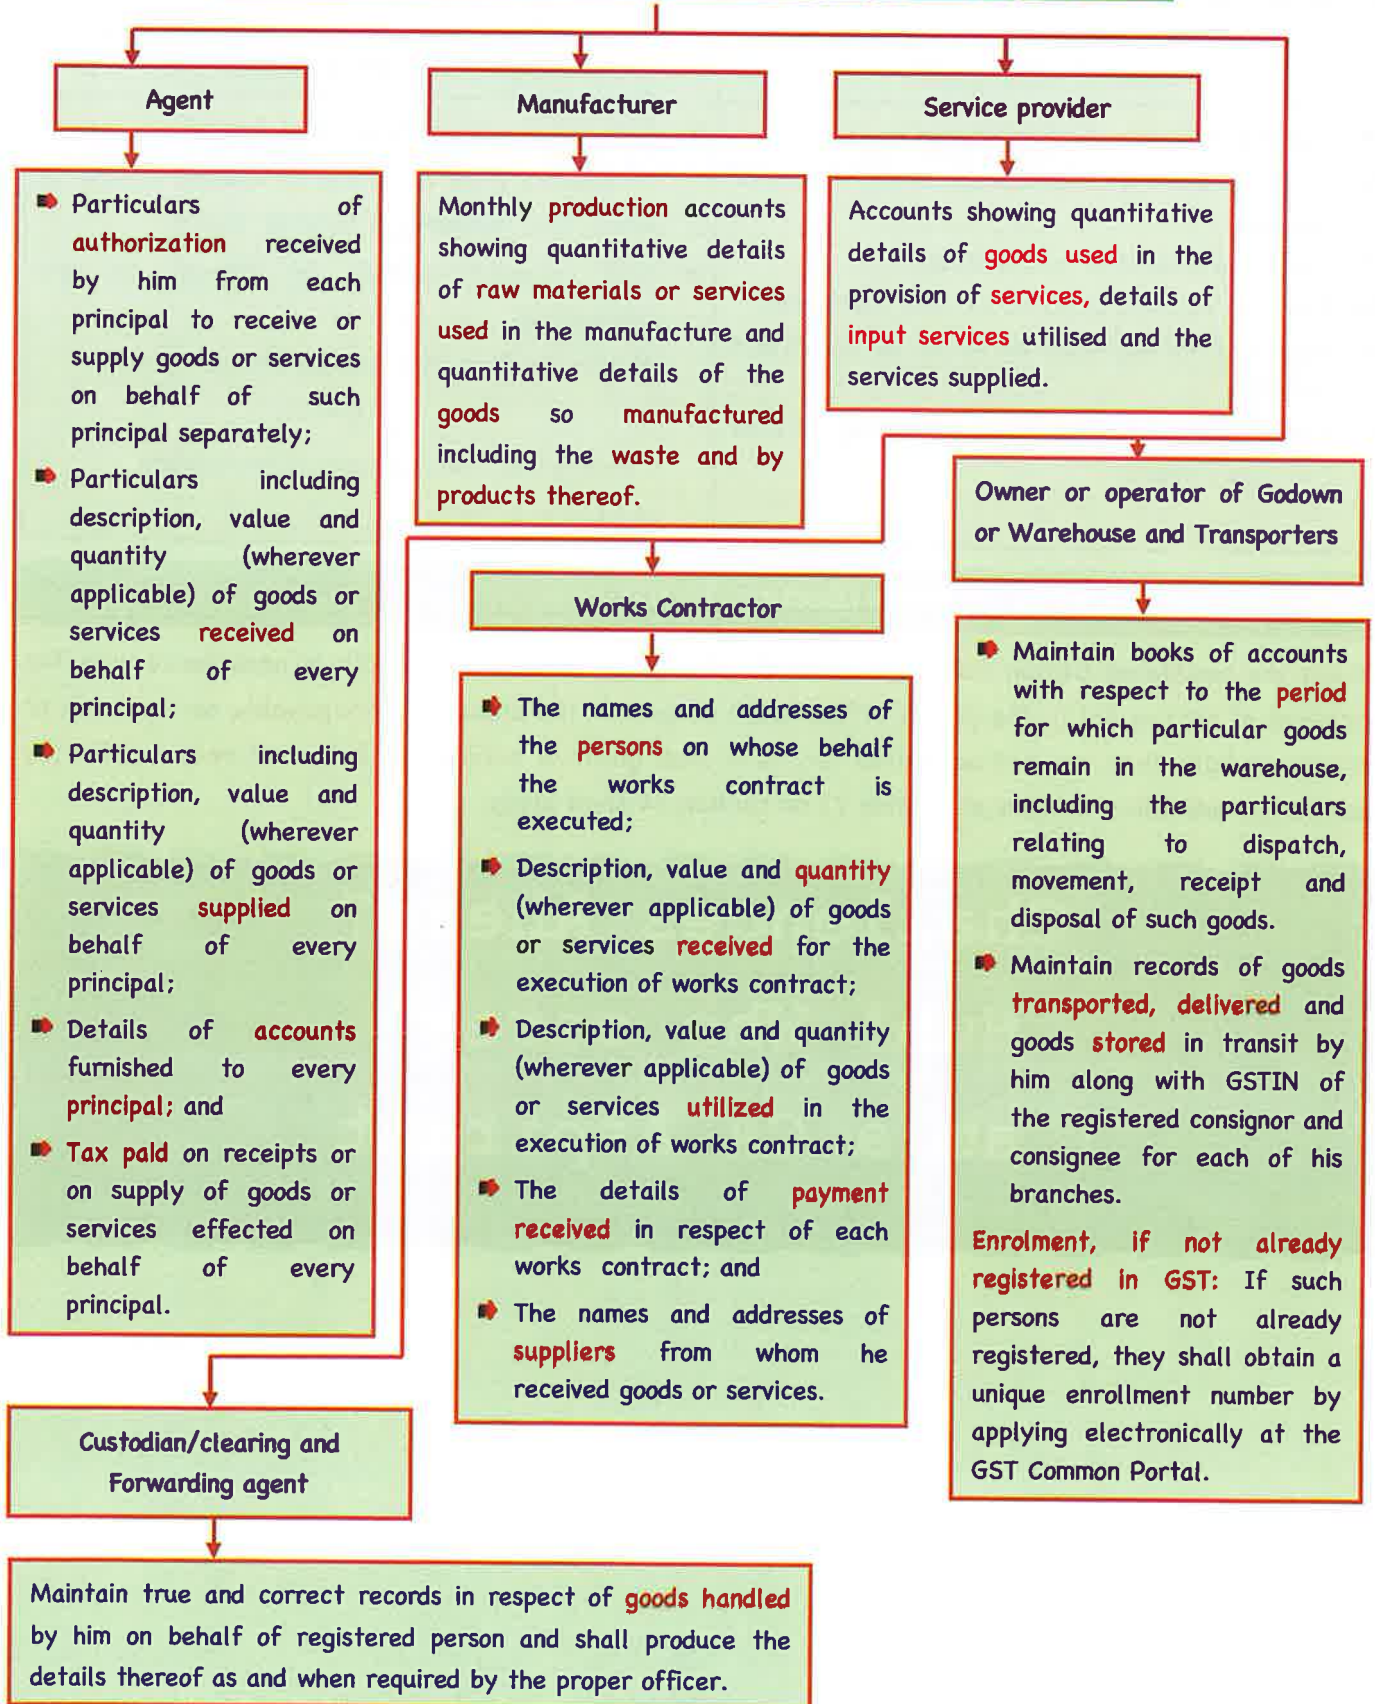 Agent
Particulars of
authorization received
by him from each
principal to receive or
supply goods or services
on behalf of such
principal separately;
Particulars including
description, value and
quantity (wherever
applicable) of goods or
services received on
behalf of every
principal;
Particulars including
description, value and
quantity (wherever
applicable) of goods or
services supplied on
behalf of every
principal;
Details of accounts
furnished to every
principal; and
Tax paid on receipts or
on supply of goods or
services effected on
behalf of every
principal.
Manufacturer
Monthly production accounts
showing quantitative details
of raw materials or services
used in the manufacture and
quantitative details of the
goods so manufactured
including the waste and by
products thereof.
Service provider
Accounts showing quantitative
details of goods used in the
provision of services, details of
input services utilised and the
services supplied.
Owner or operator of Godown
or Warehouse and Transporters
Maintain books of accounts
with respect to the period
for which particular goods
remain in the warehouse,
including the particulars
relating to dispatch,
movement, receipt and
disposal of such goods.
Maintain records of goods
transported, delivered and
goods stored in transit by
him along with GSTIN of
the registered consignor and
consignee for each of his
branches.
Enrolment, if not already
registered in GST: If such
persons are not already
registered, they shall obtain a
unique enrollment number by
applying electronically at the
GST Common Portal.
Works Contractor
The names and addresses of
the persons on whose behalf
the works contract is
executed;
Description, value and quantity
(wherever applicable) of goods
or services received for the
execution of works contract;
Description, value and quantity
(wherever applicable) of goods
or services utilized in the
execution of works contract;
The details of payment
received in respect of each
works contract; and
The names and addresses of
suppliers from whom he
received goods or services.
Custodian/clearing and
Forwarding agent
Maintain true and correct records in respect of goods handled
by him on behalf of registered person and shall produce the
details thereof as and when required by the proper officer.